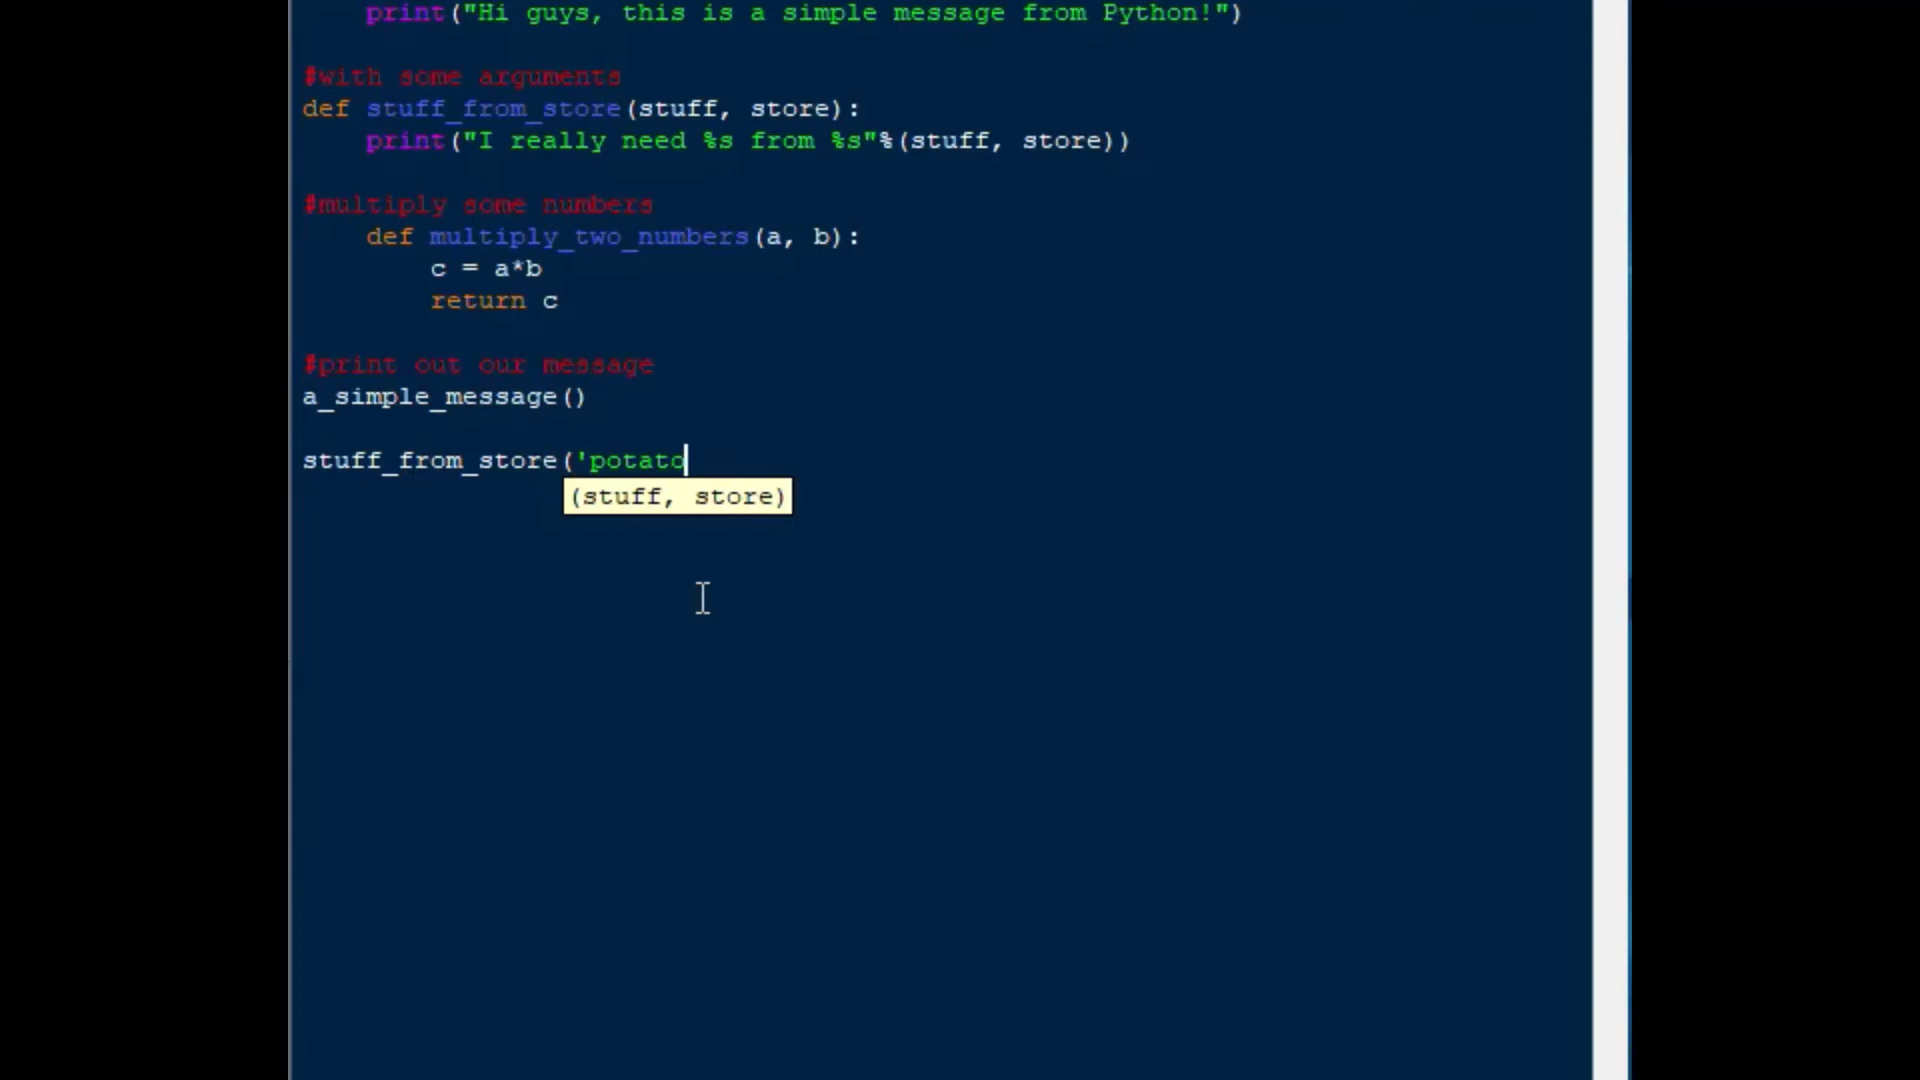 print("Hi guys, this is a simple message from Python!")
#with some arguments
def stuff_from_store(stuff, store):
print("I really need %s from %s"%(stuff, store))
#multiply some numbers
def multiply_two_numbers(a, b):
c = a*b
return c
#print out our message
a_simple_message()
stuff_from_store('potato
(stuff, store)